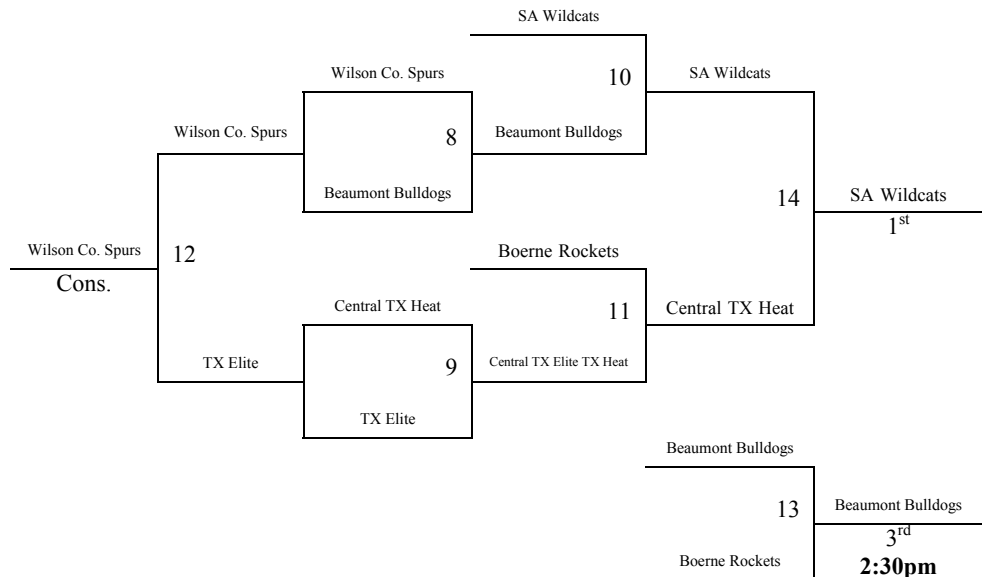 SA Wildcats
Wilson Co. Spurs
10
SA Wildcats
Wilson Co. Spurs
8
Beaumont Bulldogs
Beaumont Bulldogs
14
SA Wildcats
1st
Wilson Co. Spurs
12
Boerne Rockets
Cons.
Central TX Heat
11
Central TX Heat
TX Elite
9
Central TX Elite TX Heat
TX Elite
Beaumont Bulldogs
13
Beaumont Bulldogs
3rd
Boerne Rockets
2:30pm